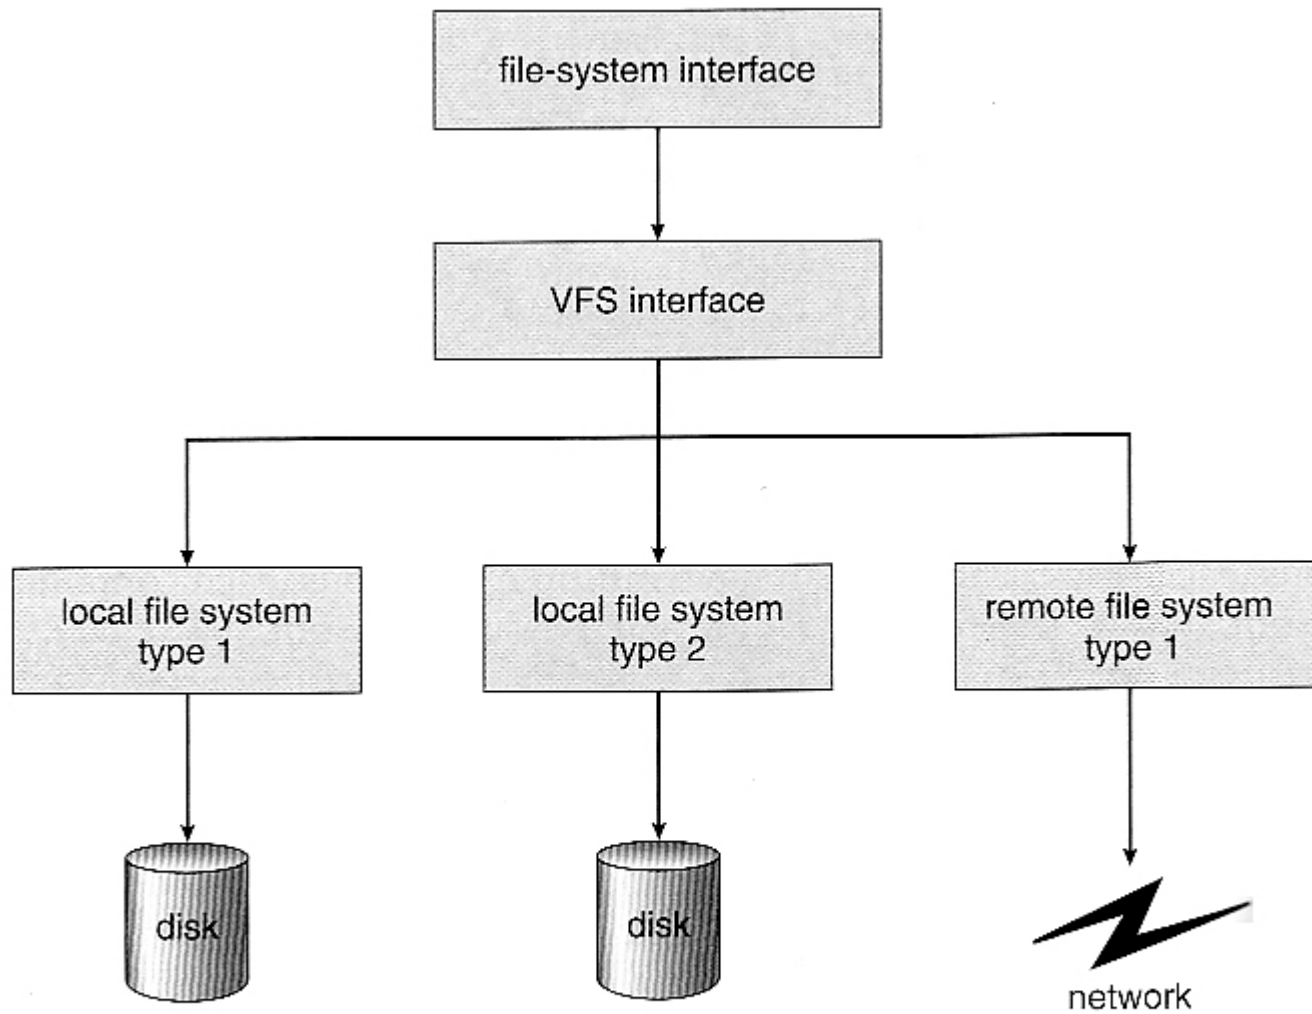 file-system interface
VFS interface
local file system
type 1
local file system
type 2
remote file system
type 1
disk
disk
network